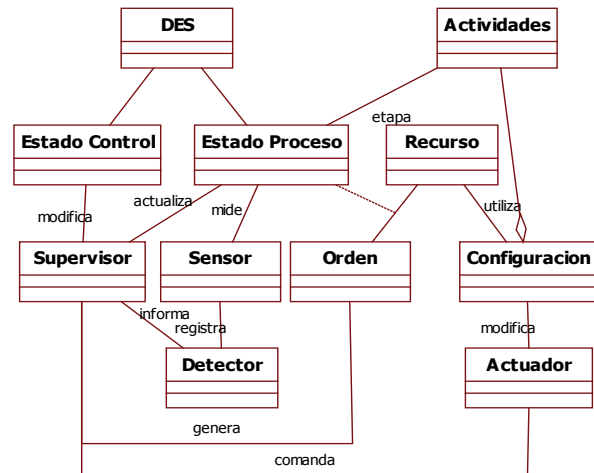 DES
Actividades
etapa
Estado Control
Estado Proceso
Recurso
modifica
actualiza
mide
utiliza
Supervisor
Sensor
Orden
Configuracion
informa
registra
modifica
Detector
Actuador
genera
comanda